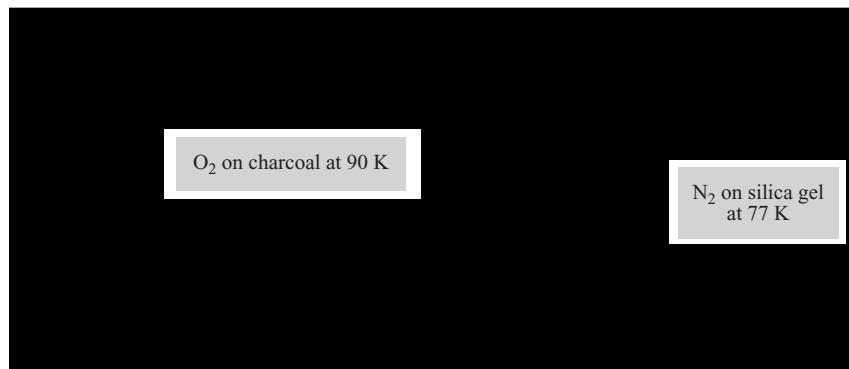 O₂ on charcoal at 90 K
N₂ on silica gel
at 77 K